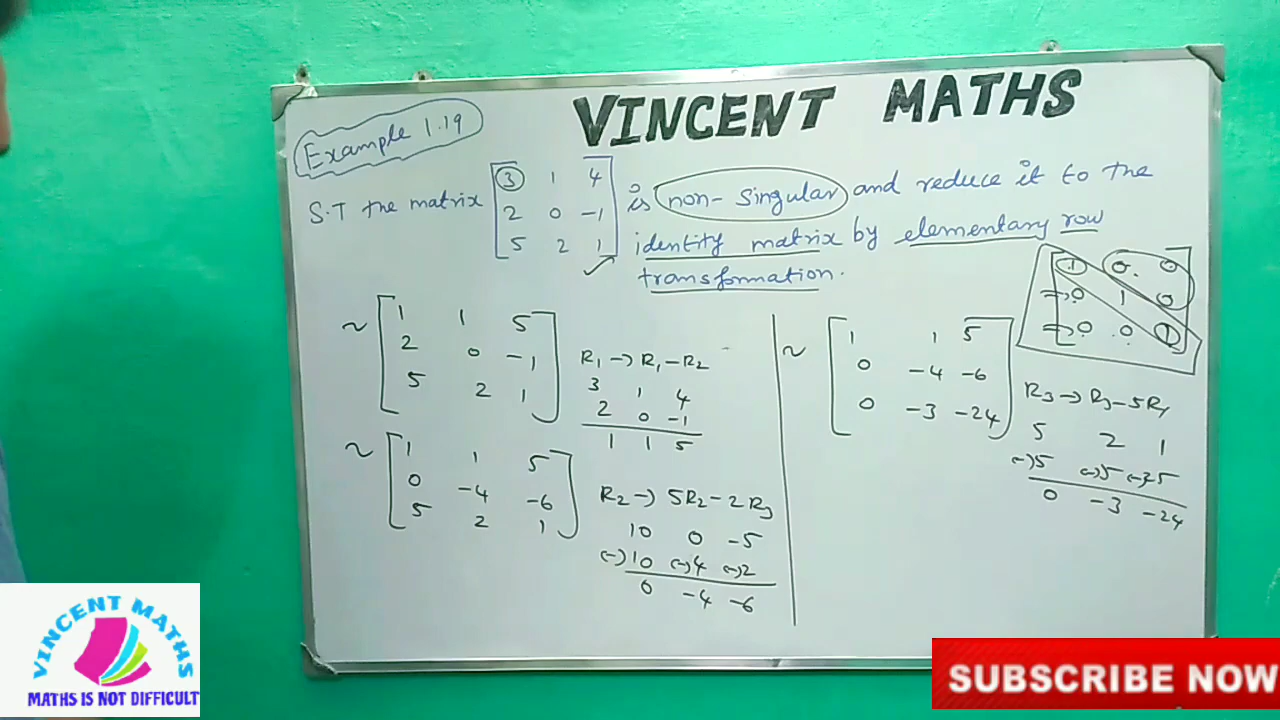 VINCENT MATHS
Example 1.19
S.T the matrix [3 1 4 is non-singular and reduce it to the
2 0 -1 identity matrix by elementary row
5 2 1] transformation.
[1 0 0
→0 1 0
→0 0 1]
~ [1 1 5
2 0 -1
5 2 1]
R₁→R₁-R₂
3 1 4
2 0 -1
1 1 5
~ [1 1 5
0 -4 -6
5 2 1]
R₂→5R₂-2R₃
10 0 -5
(-)10 (-)4 (-)2
0 -4 -6
~ [1 1 5
0 -4 -6
0 -3 -24]
R₃→R₃-5R₁
5 2 1
(-)5 (-)5 (-)25
0 -3 -24
VINCENT MATHS
MATHS IS NOT DIFFICULT
SUBSCRIBE NOW